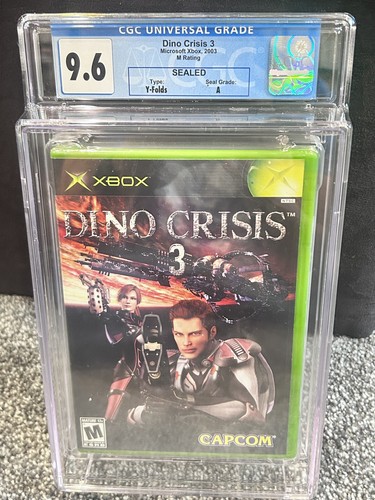 CGC UNIVERSAL GRADE
9.6
Dino Crisis 3
Microsoft Xbox, 2003
M Rating
SEALED
Type: Seal Grade:
Y-Folds A
XBOX
DINO CRISIS™
3
M
CAPCOM